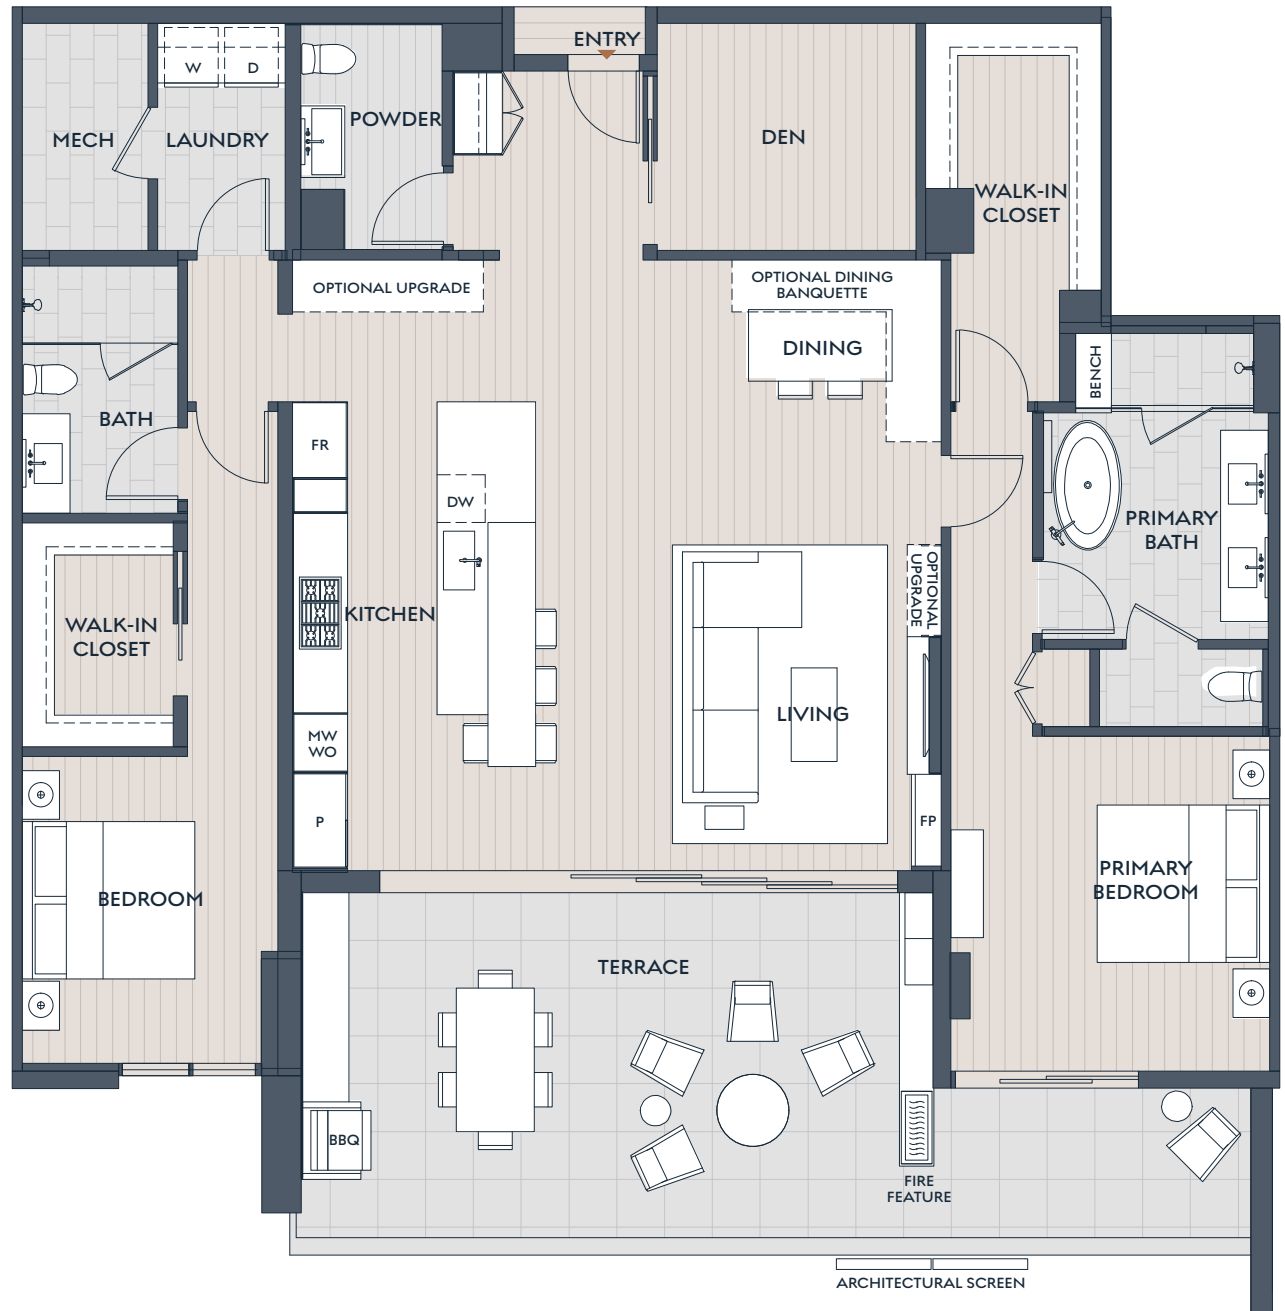 ENTRY
W
D
POWDER
MECH
LAUNDRY
DEN
WALK-IN
CLOSET
OPTIONAL UPGRADE
OPTIONAL DINING
BANQUETTE
DINING
BENCH
BATH
FR
DW
PRIMARY
BATH
OPTIONAL
UPGRADE
KITCHEN
WALK-IN
CLOSET
LIVING
MW
WO
P
FP
BEDROOM
PRIMARY
BEDROOM
TERRACE
BBQ
FIRE
FEATURE
ARCHITECTURAL SCREEN